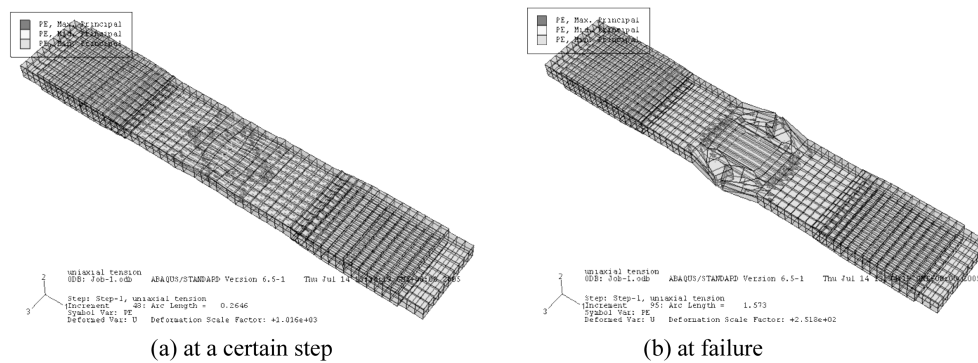 PE, Max. Principal
PE, Mid. Principal
PE, Min. Principal
2
3
uniaxial tension
ODB: Job-1.odb ABAQUS/STANDARD Version 6.5-1 Thu Jul 14
Step: Step-1, uniaxial tension
Increment 48: Arc Length = 0.2646
Symbol Var: PE
Deformed Var: U Deformation Scale Factor: +1.016e+03
(a) at a certain step
PE, Max. Principal
PE, Mid. Principal
PE, Min. Principal
2
3
uniaxial tension
ODB: Job-1.odb ABAQUS/STANDARD Version 6.5-1 Thu Jul 14
Step: Step-1, uniaxial tension
Increment 95: Arc Length = 1.573
Symbol Var: PE
Deformed Var: U Deformation Scale Factor: +2.518e+02
(b) at failure